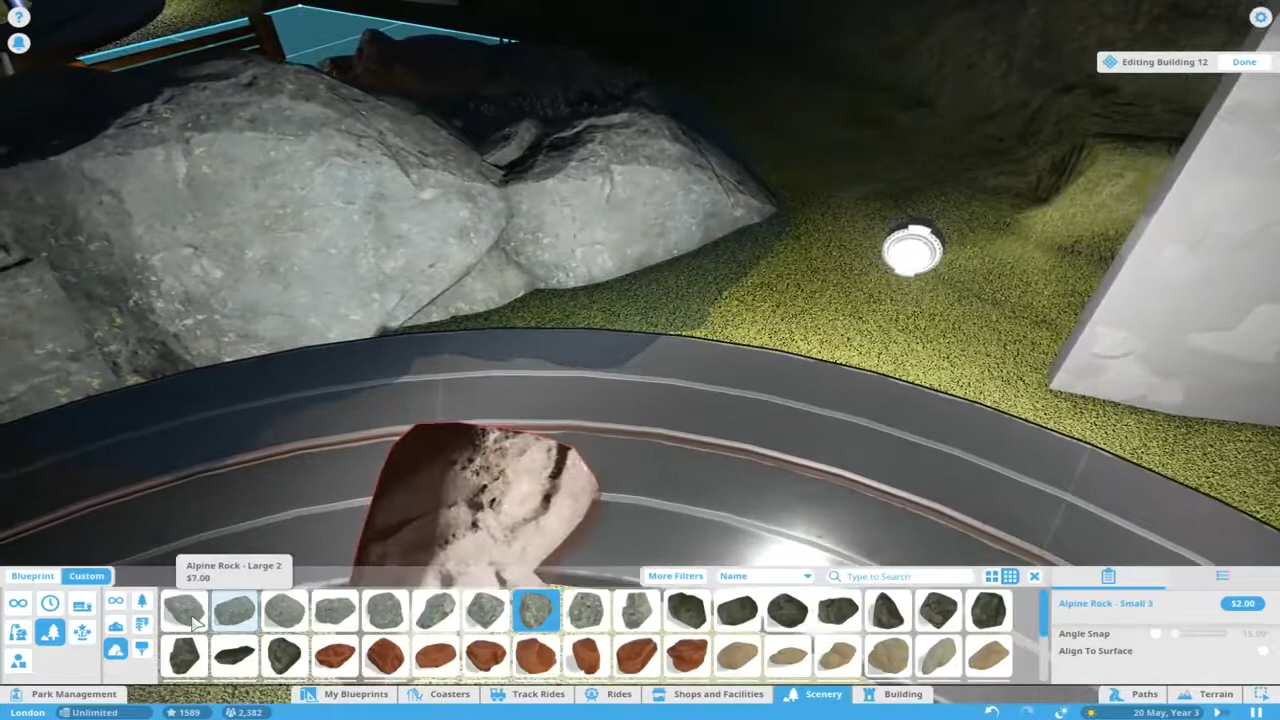 ?
Editing Building 12
Done
Alpine Rock - Large 2
$7.00
Blueprint
Custom
More Filters
Name
Type to Search
Alpine Rock - Small 3
$2.00
Angle Snap
15.00°
Align To Surface
Park Management
My Blueprints
Coasters
Track Rides
Rides
Shops and Facilities
Scenery
Building
Paths
Terrain
London
Unlimited
1589
2,382
20 May, Year 3